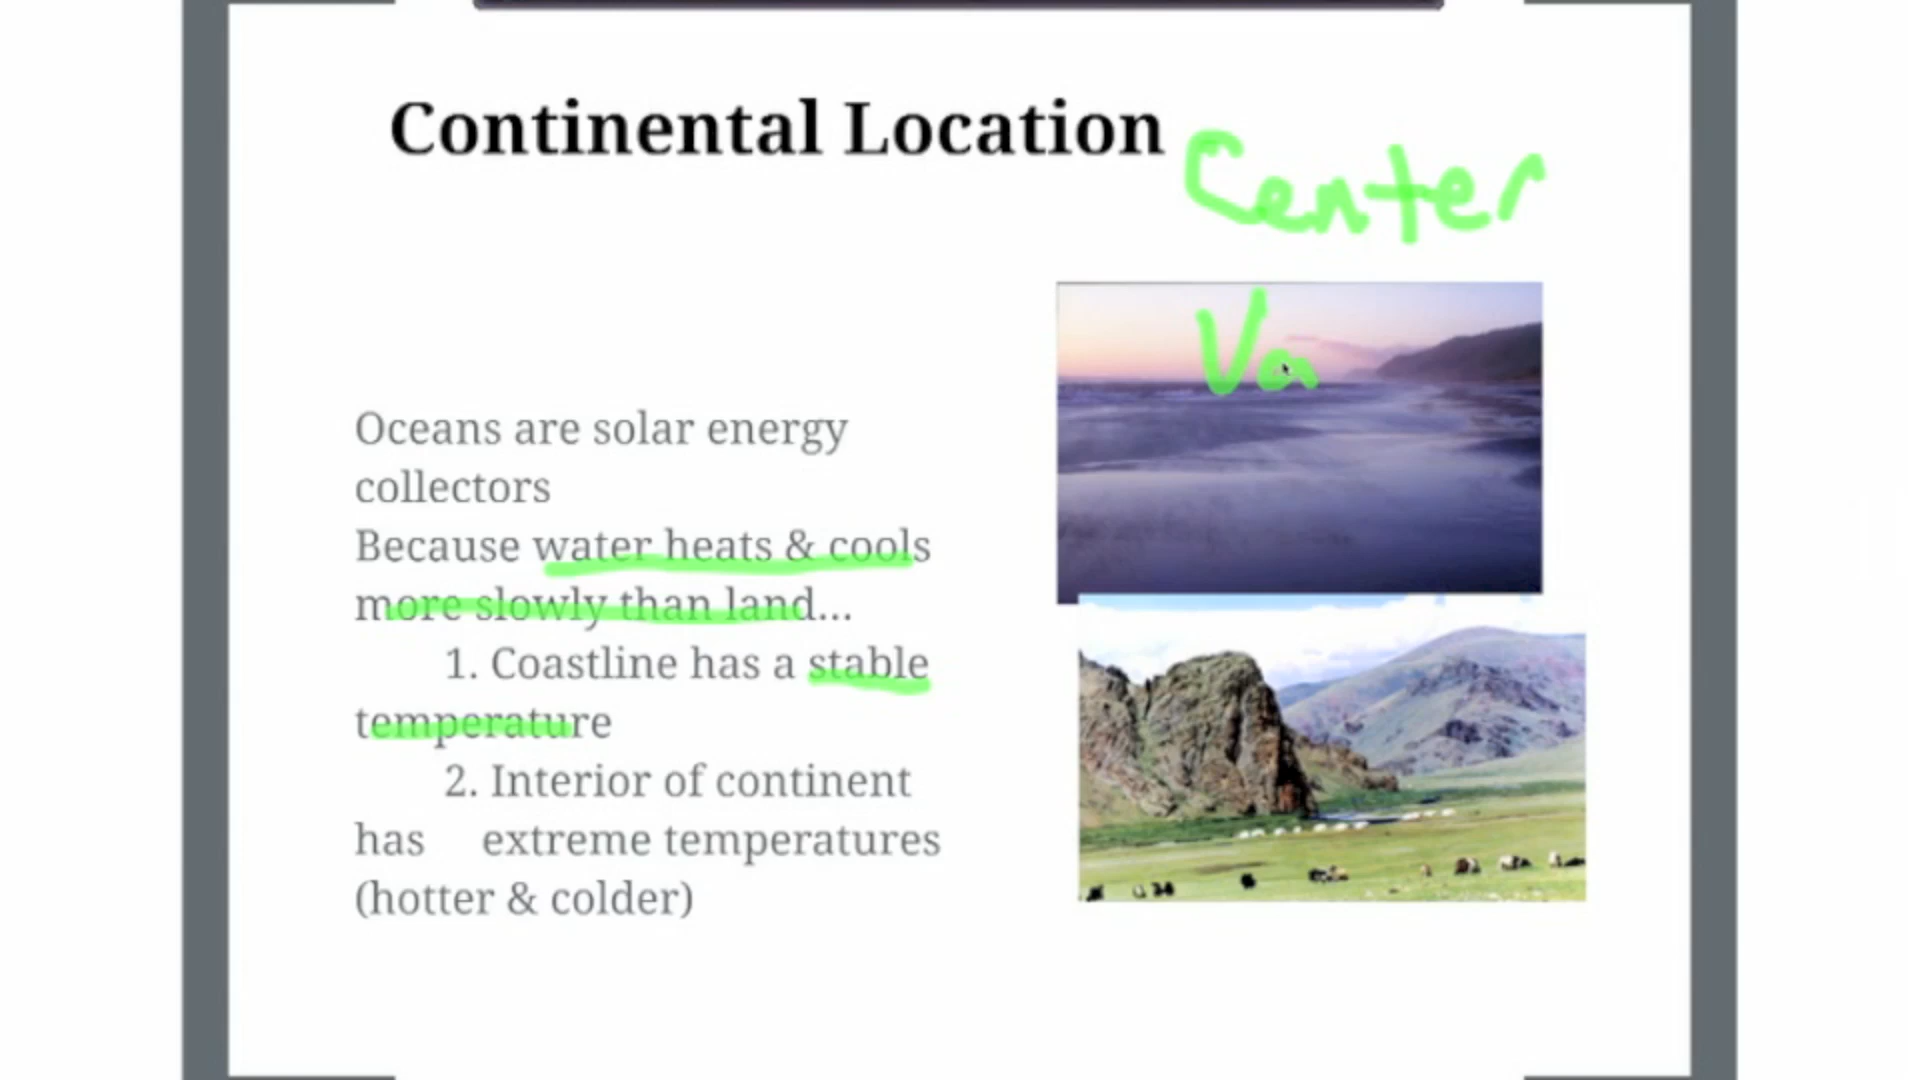 Continental Location
Center
Va
Oceans are solar energy
collectors
Because water heats & cools
more slowly than land...
1. Coastline has a stable
temperature
2. Interior of continent
has extreme temperatures
(hotter & colder)